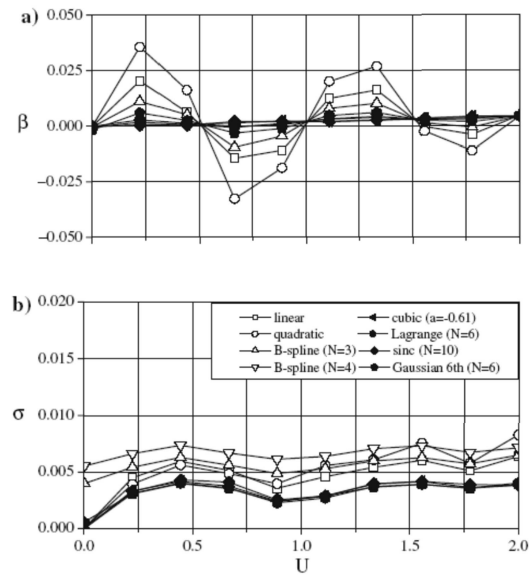 a)
0.050
0.025
β
0.000
−0.025
−0.050
b)
0.020
linear
cubic (a=-0.61)
quadratic
Lagrange (N=6)
B-spline (N=3)
sinc (N=10)
B-spline (N=4)
Gaussian 6th (N=6)
0.015
0.010
σ
0.005
0.000
0.0
0.5
1.0
1.5
2.0
U